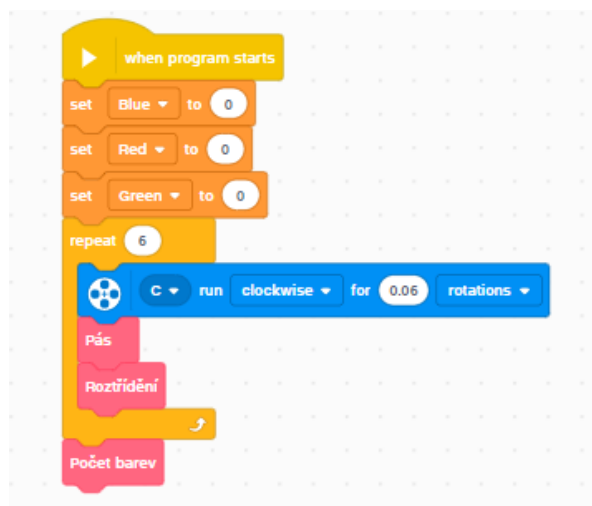 when program starts
set Blue to 0
set Red to 0
set Green to 0
repeat 6
C run clockwise for 0.06 rotations
Pás
Roztřídění
Počet barev